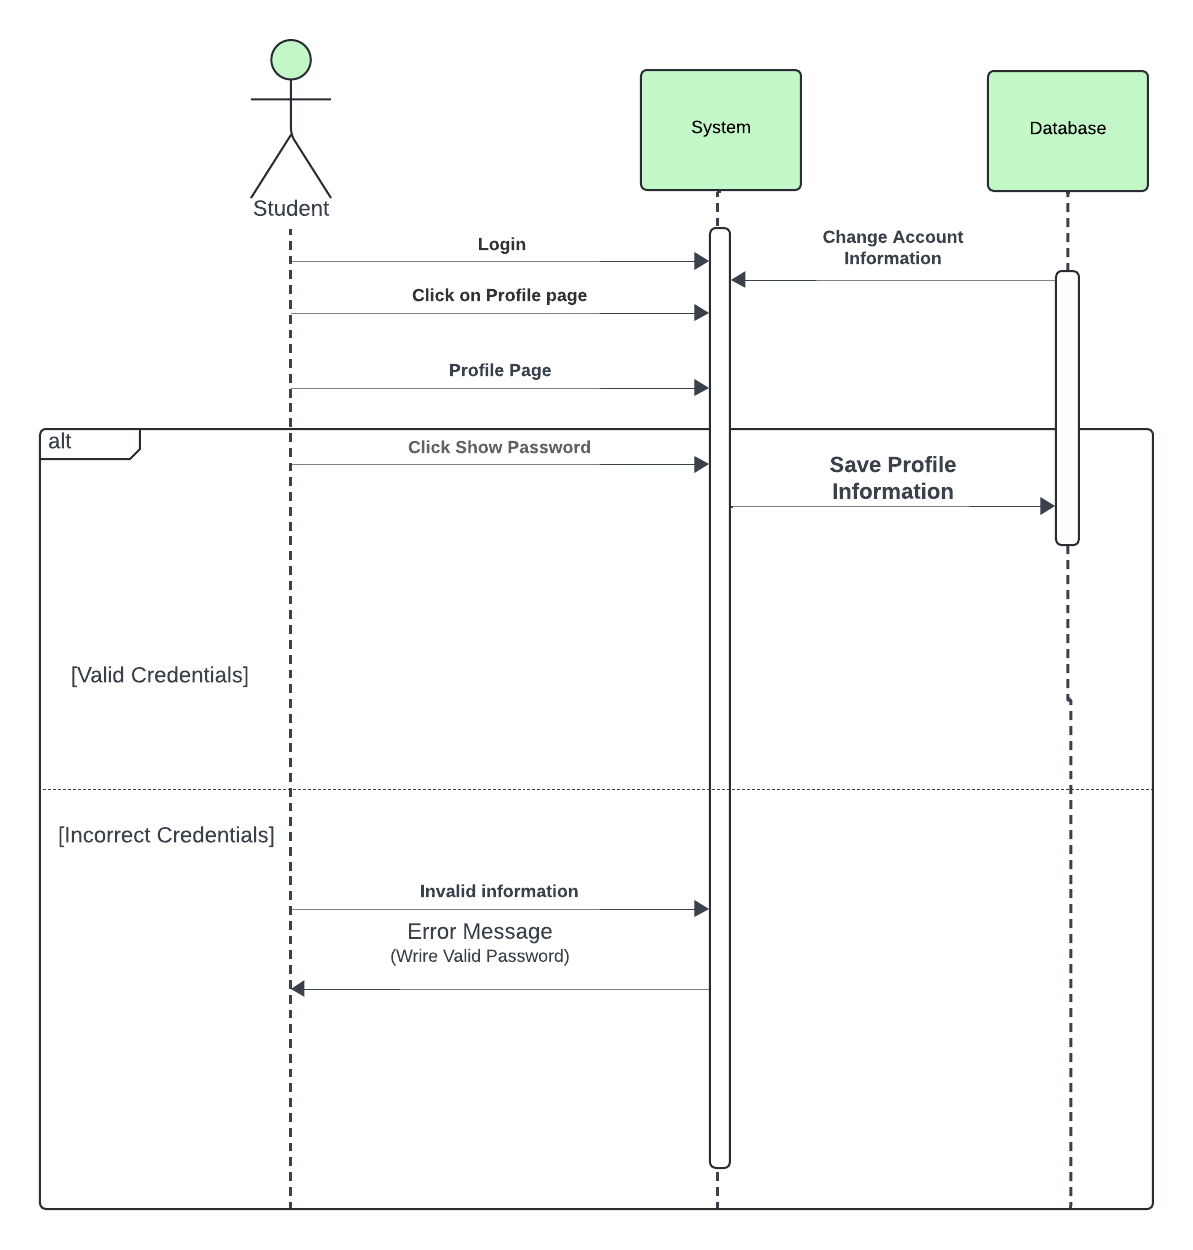 System
Database
Student
Login
Change Account
Information
Click on Profile page
Profile Page
alt
Click Show Password
Save Profile
Information
[Valid Credentials]
[Incorrect Credentials]
Invalid information
Error Message
(Wrire Valid Password)